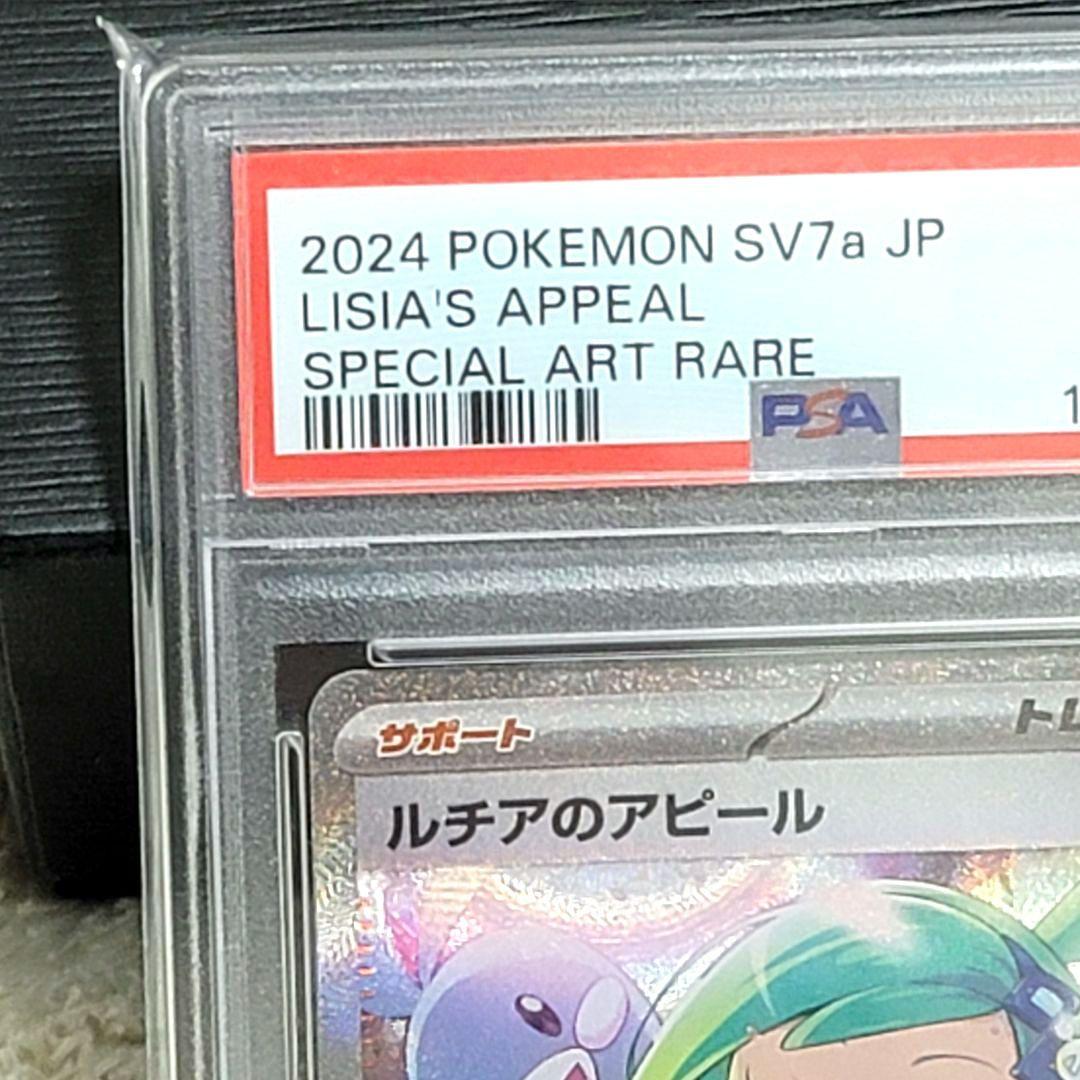 2024 POKEMON SV7a JP
LISIA'S APPEAL
SPECIAL ART RARE
PSA
サポート
ルチアのアピール